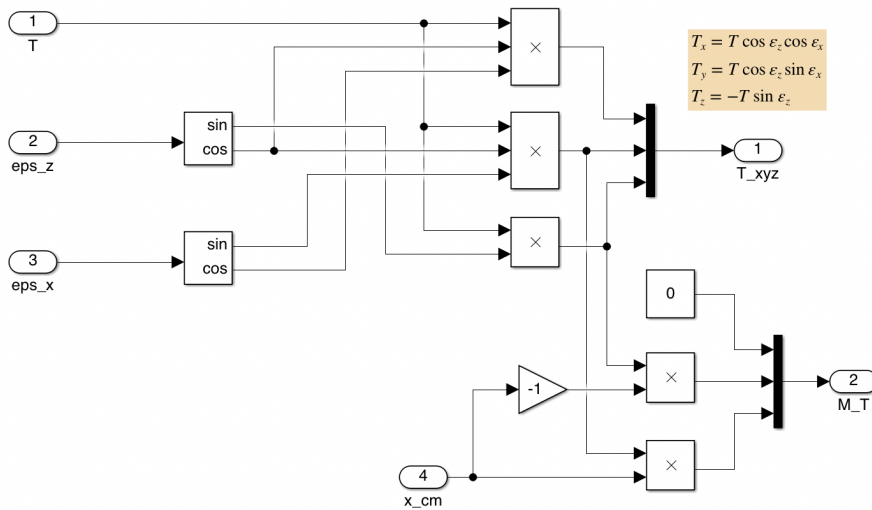 1
T
2
eps_z
3
eps_x
sin
cos
sin
cos
×
×
×
T_x = T cos ε_z cos ε_x
T_y = T cos ε_z sin ε_x
T_z = −T sin ε_z
1
T_xyz
0
-1
×
×
2
M_T
4
x_cm